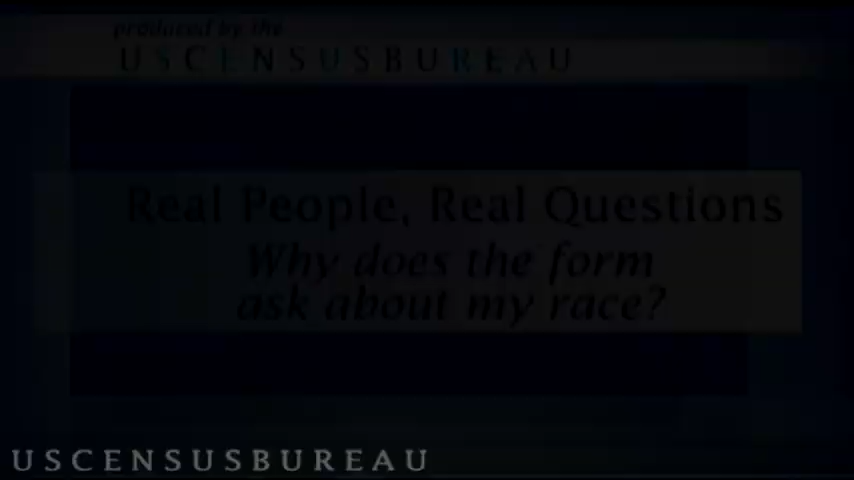 produced by the
USCENSUSBUREAU
Real People, Real Questions
Why does the form
ask about my race?
USCENSUSBUREAU